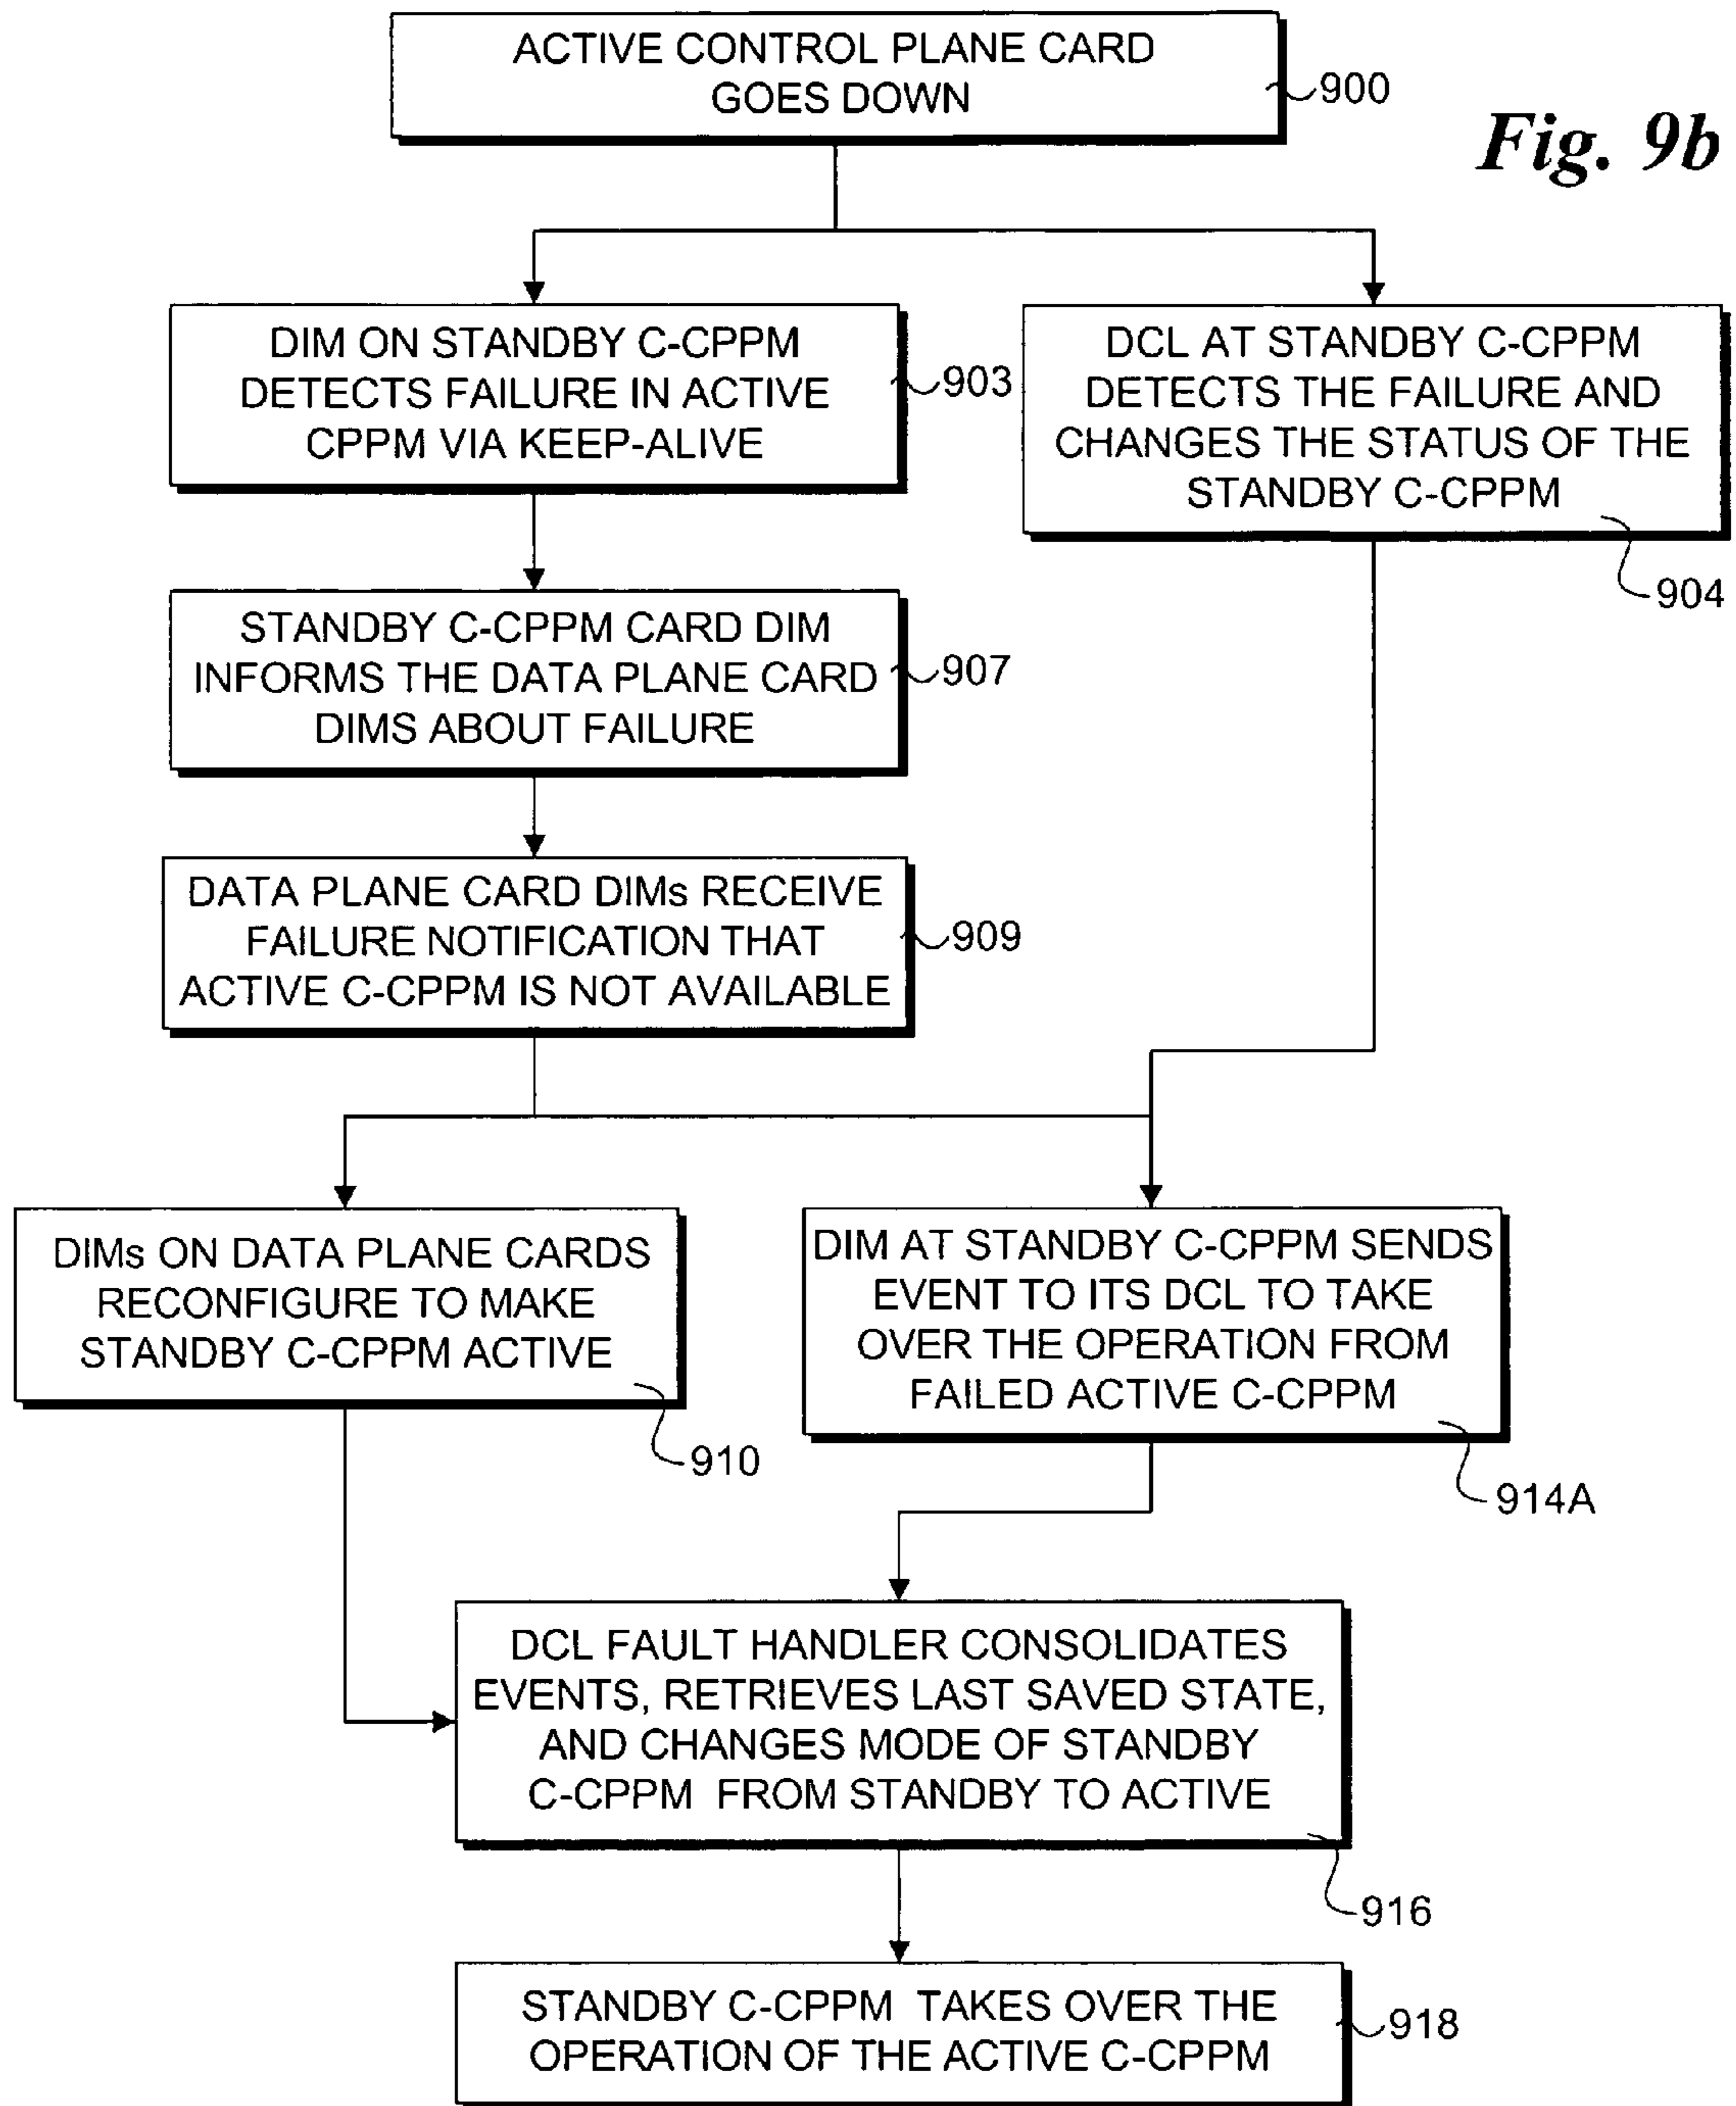 ACTIVE CONTROL PLANE CARD
GOES DOWN
900
Fig. 9b
DIM ON STANDBY C-CPPM
DETECTS FAILURE IN ACTIVE
CPPM VIA KEEP-ALIVE
903
DCL AT STANDBY C-CPPM
DETECTS THE FAILURE AND
CHANGES THE STATUS OF THE
STANDBY C-CPPM
904
STANDBY C-CPPM CARD DIM
INFORMS THE DATA PLANE CARD
DIMS ABOUT FAILURE
907
DATA PLANE CARD DIMs RECEIVE
FAILURE NOTIFICATION THAT
ACTIVE C-CPPM IS NOT AVAILABLE
909
DIMs ON DATA PLANE CARDS
RECONFIGURE TO MAKE
STANDBY C-CPPM ACTIVE
910
DIM AT STANDBY C-CPPM SENDS
EVENT TO ITS DCL TO TAKE
OVER THE OPERATION FROM
FAILED ACTIVE C-CPPM
914A
DCL FAULT HANDLER CONSOLIDATES
EVENTS, RETRIEVES LAST SAVED STATE,
AND CHANGES MODE OF STANDBY
C-CPPM FROM STANDBY TO ACTIVE
916
STANDBY C-CPPM TAKES OVER THE
OPERATION OF THE ACTIVE C-CPPM
918